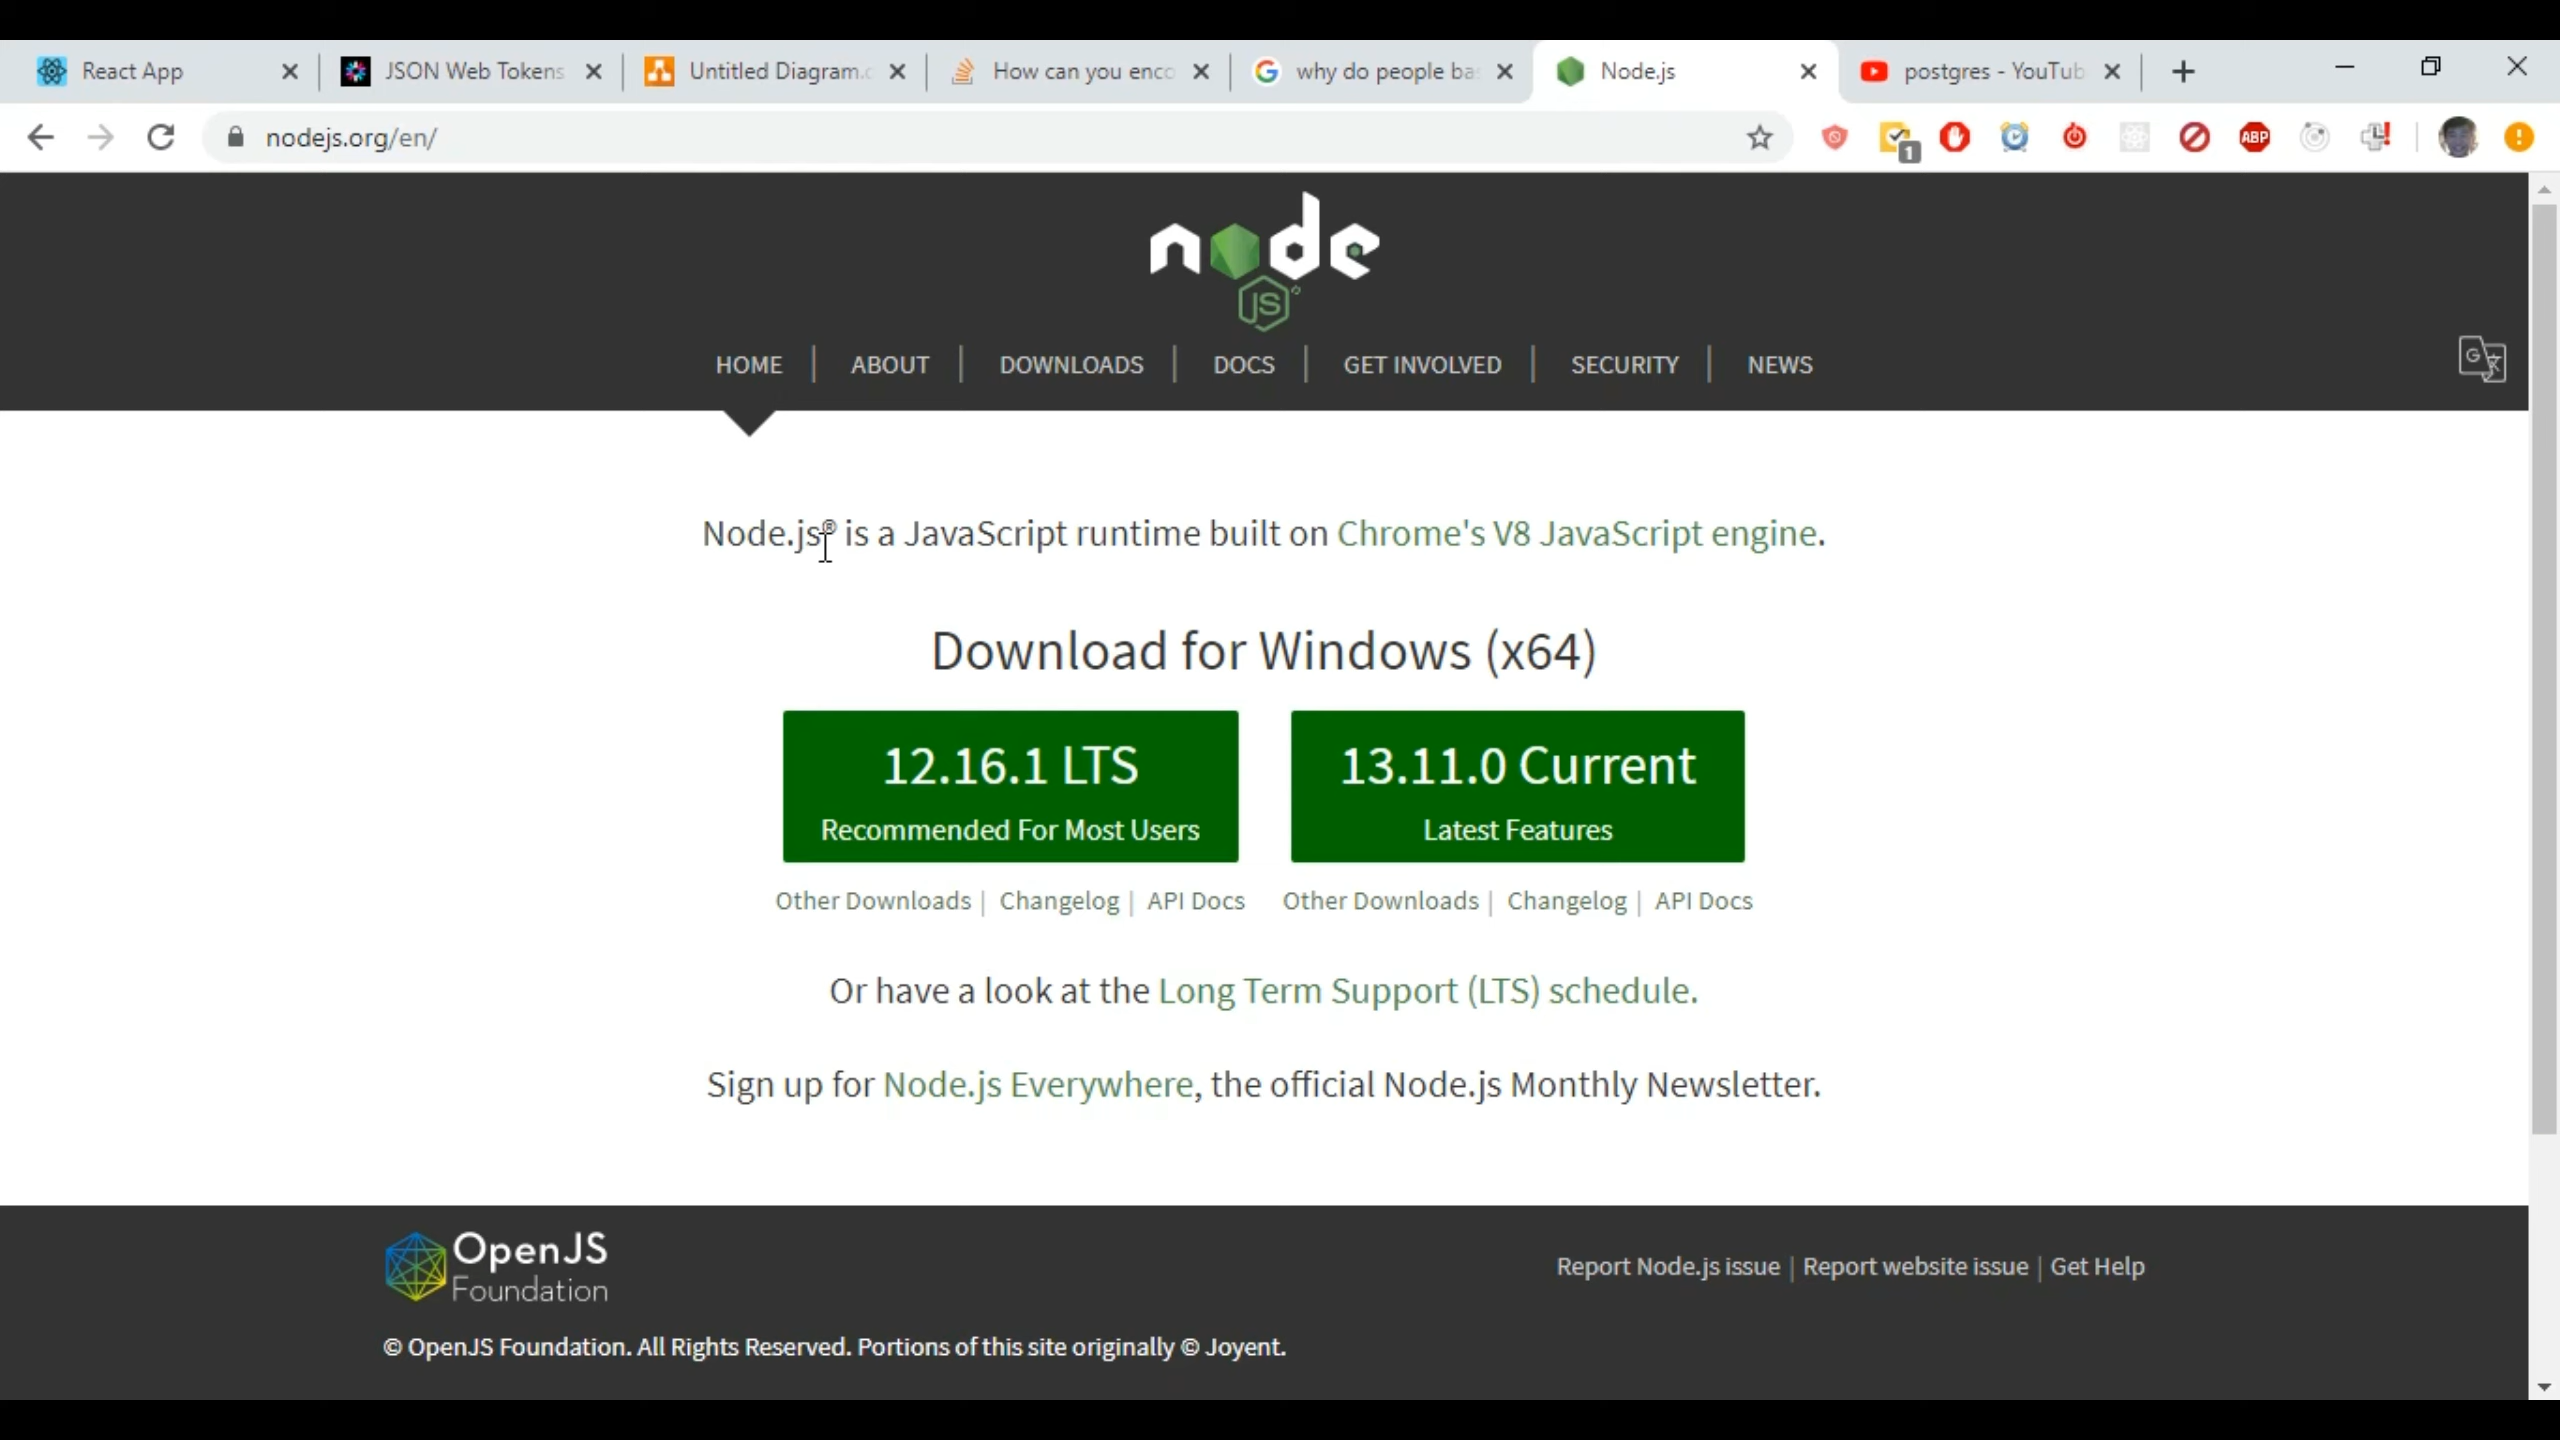 React App
JSON Web Tokens
Untitled Diagram.
How can you enco
why do people ba
Node.js
postgres - YouTub
nodejs.org/en/
1
ABP
node
JS
HOME | ABOUT | DOWNLOADS | DOCS | GET INVOLVED | SECURITY | NEWS
Node.js® is a JavaScript runtime built on Chrome's V8 JavaScript engine.
Download for Windows (x64)
12.16.1 LTS
Recommended For Most Users
13.11.0 Current
Latest Features
Other Downloads | Changelog | API Docs
Other Downloads | Changelog | API Docs
Or have a look at the Long Term Support (LTS) schedule.
Sign up for Node.js Everywhere, the official Node.js Monthly Newsletter.
OpenJS
Foundation
Report Node.js issue | Report website issue | Get Help
© OpenJS Foundation. All Rights Reserved. Portions of this site originally © Joyent.